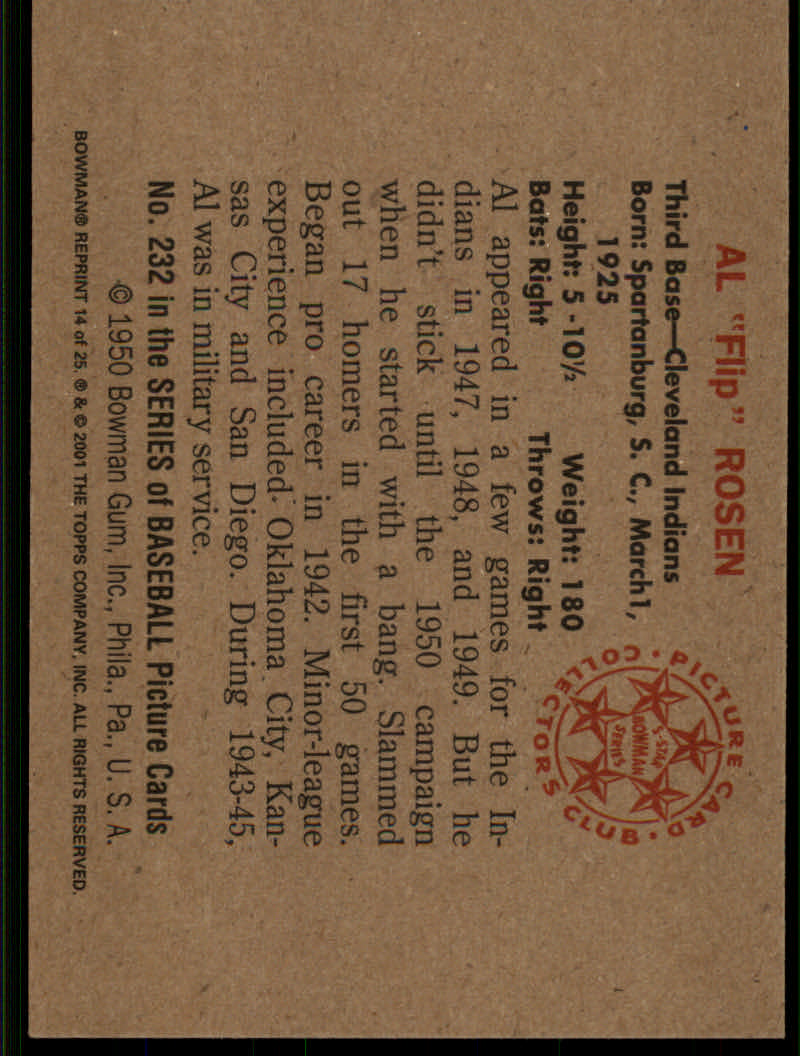 AL "Flip" ROSEN
Third Base—Cleveland Indians
Born: Spartanburg, S. C., March1,
1925
Height: 5 -10½ Weight: 180
Bats: Right Throws: Right
PICTURE CARD COLLECTORS CLUB
5-STAR
BOWMAN
SERIES
Al appeared in a few games for the In-
dians in 1947, 1948, and 1949. But he
didn't stick until the 1950 campaign
when he started with a bang. Slammed
out 17 homers in the first 50 games.
Began pro career in 1942. Minor-league
experience included Oklahoma City, Kan-
sas City and San Diego. During 1943-45,
Al was in military service.
No. 232 in the SERIES of BASEBALL Picture Cards
© 1950 Bowman Gum, Inc., Phila., Pa., U. S. A.
BOWMAN® REPRINT 14 of 25. ® & © 2001 THE TOPPS COMPANY, INC. ALL RIGHTS RESERVED.